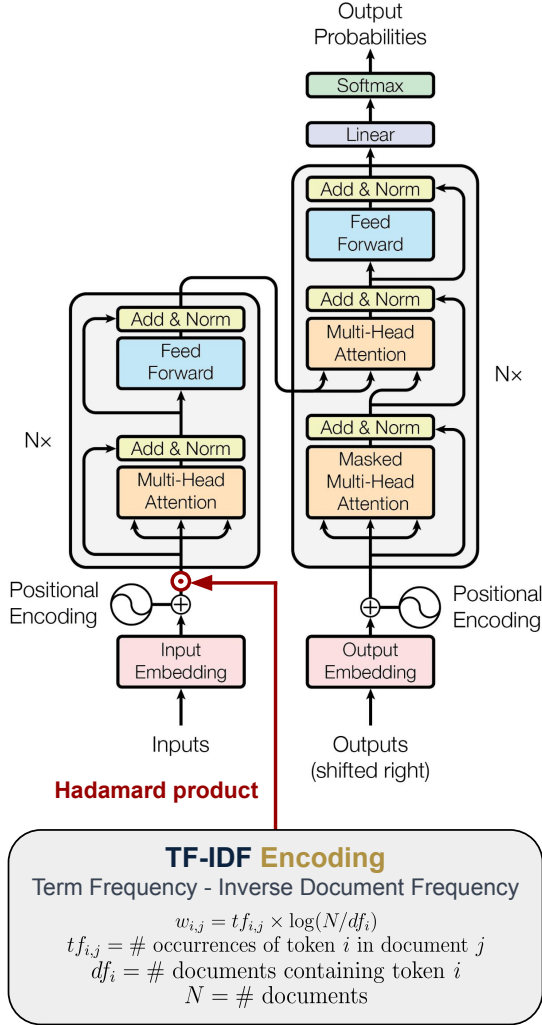 Output
Probabilities
Softmax
Linear
Add & Norm
Feed
Forward
Add & Norm
Multi-Head
Attention
N×
Add & Norm
Masked
Multi-Head
Attention
Add & Norm
Feed
Forward
N×
Add & Norm
Multi-Head
Attention
Positional
Encoding
Positional
Encoding
Input
Embedding
Output
Embedding
Inputs
Outputs
(shifted right)
Hadamard product
TF-IDF Encoding
Term Frequency - Inverse Document Frequency
$w_{i,j} = tf_{i,j} \times \log(N/df_i)$
$tf_{i,j}$ = # occurrences of token $i$ in document $j$
$df_i$ = # documents containing token $i$
$N$ = # documents